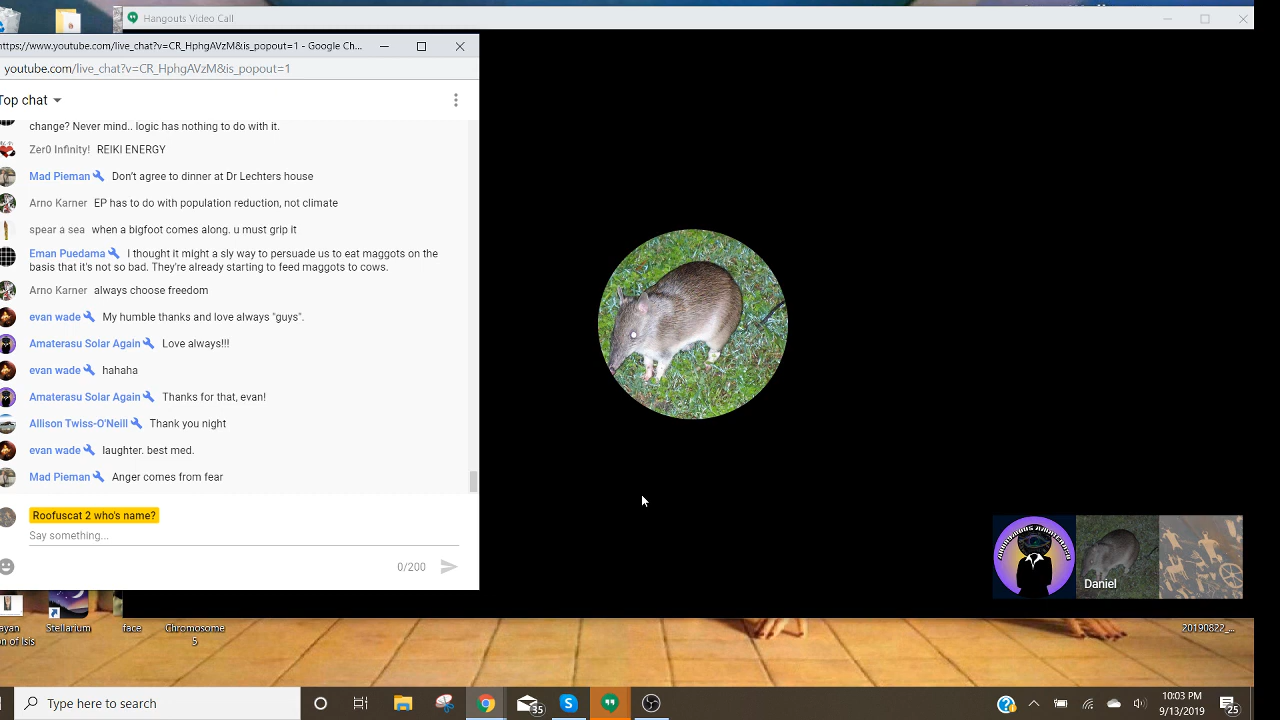 Hangouts Video Call
https://www.youtube.com/live_chat?v=CR_HphgAVzM&is_popout=1 - Google Ch...
youtube.com/live_chat?v=CR_HphgAVzM&is_popout=1
Top chat
change? Never mind.. logic has nothing to do with it.
Zer0 Infinity! REIKI ENERGY
Mad Pieman Don't agree to dinner at Dr Lechters house
Arno Karner EP has to do with population reduction, not climate
spear a sea when a bigfoot comes along. u must grip it
Eman Puedama I thought it might a sly way to persuade us to eat maggots on the
basis that it's not so bad. They're already starting to feed maggots to cows.
Arno Karner always choose freedom
evan wade My humble thanks and love always "guys".
Amaterasu Solar Again Love always!!!
evan wade hahaha
Amaterasu Solar Again Thanks for that, evan!
Allison Twiss-O'Neill Thank you night
evan wade laughter. best med.
Mad Pieman Anger comes from fear
Roofuscat 2 who's name?
Say something...
0/200
Daniel
ayan
on of Isis
Stellarium
face
Chromosome
5
20190822_...
Type here to search
35
10:03 PM
9/13/2019
25